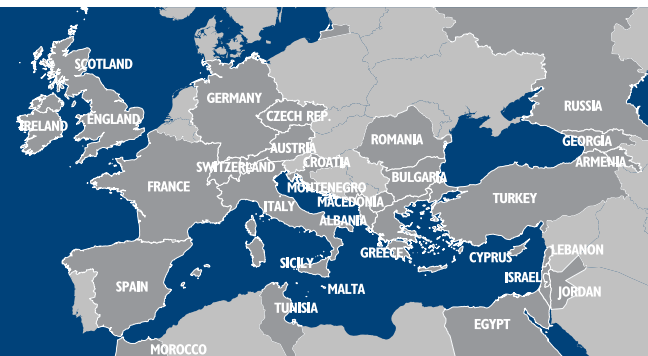 SCOTLAND
GERMANY
RUSSIA
CZECH REP.
IRELAND
ENGLAND
ROMANIA
GEORGIA
AUSTRIA
SWITZERLAND
CROATIA
ARMENIA
BULGARIA
FRANCE
MONTENEGRO
MACEDONIA
TURKEY
ITALY
ALBANIA
GREECE
CYPRUS
LEBANON
SICILY
ISRAEL
SPAIN
MALTA
JORDAN
TUNISIA
EGYPT
MOROCCO